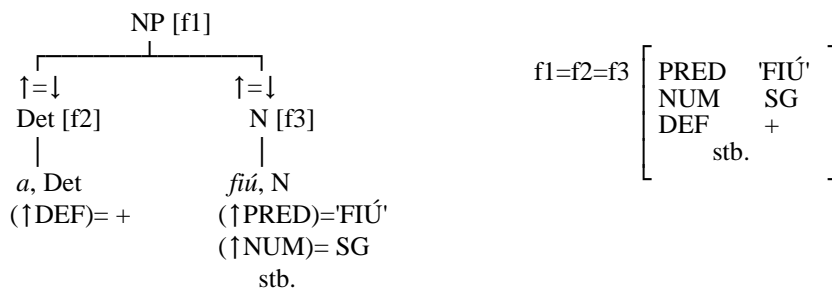 NP [f1]
↑=↓ ↑=↓
Det [f2] N [f3]
a, Det fiú, N
(↑DEF)= + (↑PRED)='FIÚ'
(↑NUM)= SG
stb.
f1=f2=f3 PRED 'FIÚ'
NUM SG
DEF +
stb.